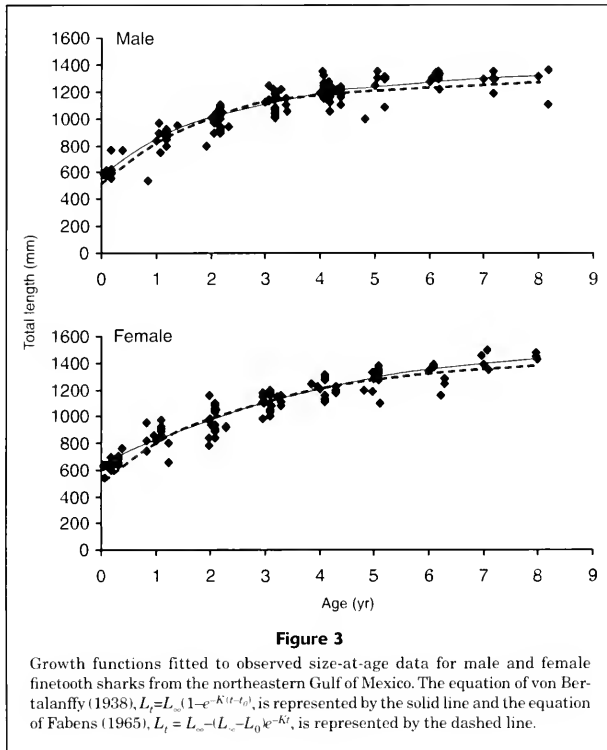 1600
Male
1400
1200
1000
800
600
400
200
0
0 1 2 3 4 5 6 7 8 9
Total length (mm)
1600
Female
1400
1200
1000
800
600
400
200
0
0 1 2 3 4 5 6 7 8 9
Age (yr)
Figure 3
Growth functions fitted to observed size-at-age data for male and female
finetooth sharks from the northeastern Gulf of Mexico. The equation of von Ber-
talanffy (1938), L_t=L_∞(1–e^{–K(t–t_0)}), is represented by the solid line and the equation
of Fabens (1965), L_t = L_∞–(L_∞–L_0)e^{–Kt}, is represented by the dashed line.